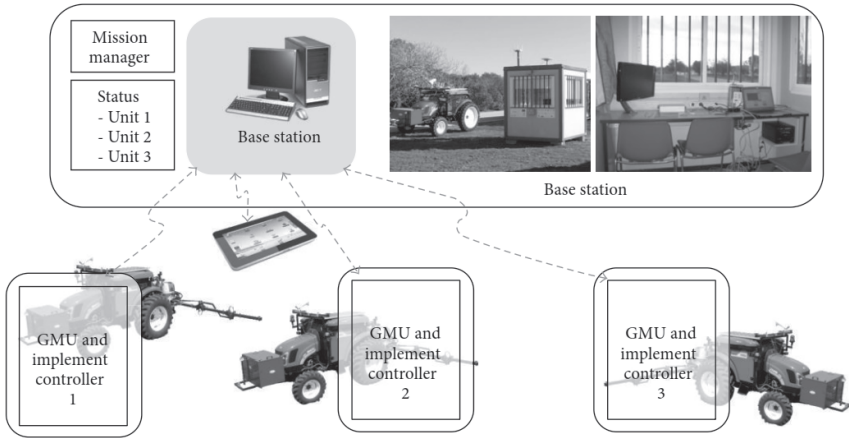 Mission
manager
Status
- Unit 1
- Unit 2
- Unit 3
Base station
Base station
GMU and
implement
controller
1
GMU and
implement
controller
2
GMU and
implement
controller
3